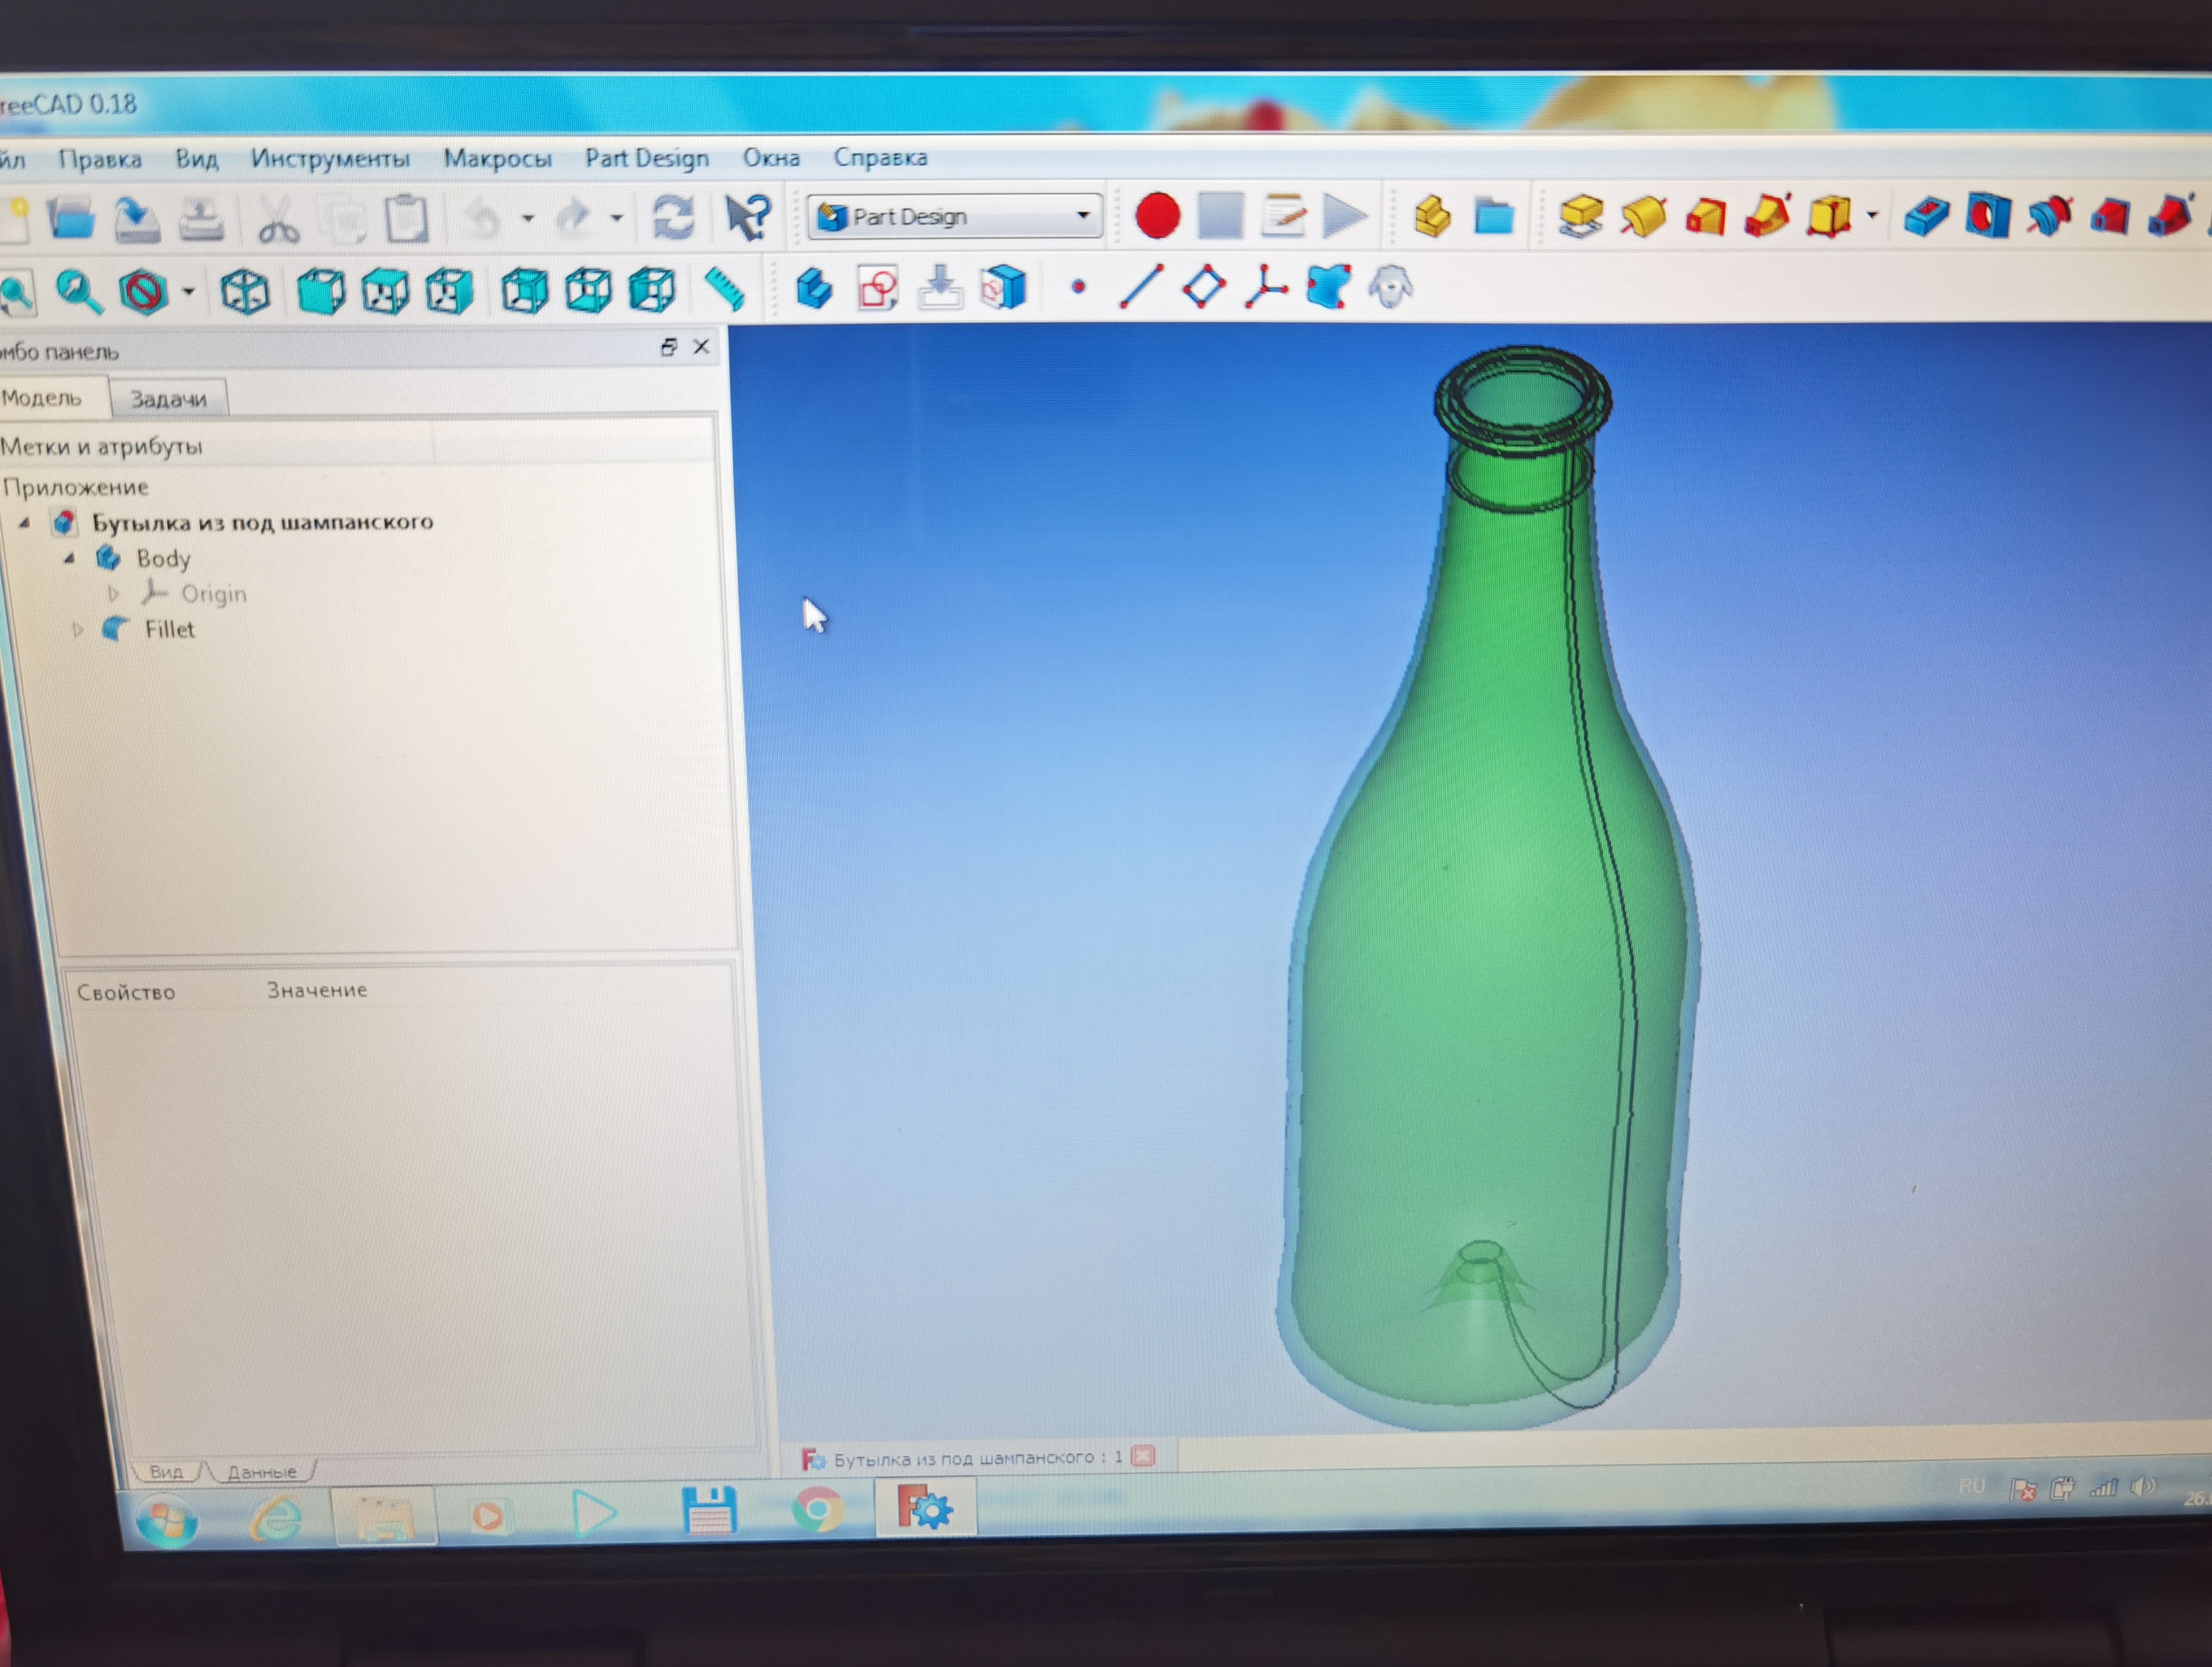 reeCAD 0.18
йл Правка Вид Инструменты Макросы Part Design Окна Справка
Part Design
мбо панель
Модель Задачи
Метки и атрибуты
Приложение
Бутылка из под шампанского
Body
Origin
Fillet
Свойство Значение
Вид Данные
Бутылка из под шампанского : 1
RU
26.